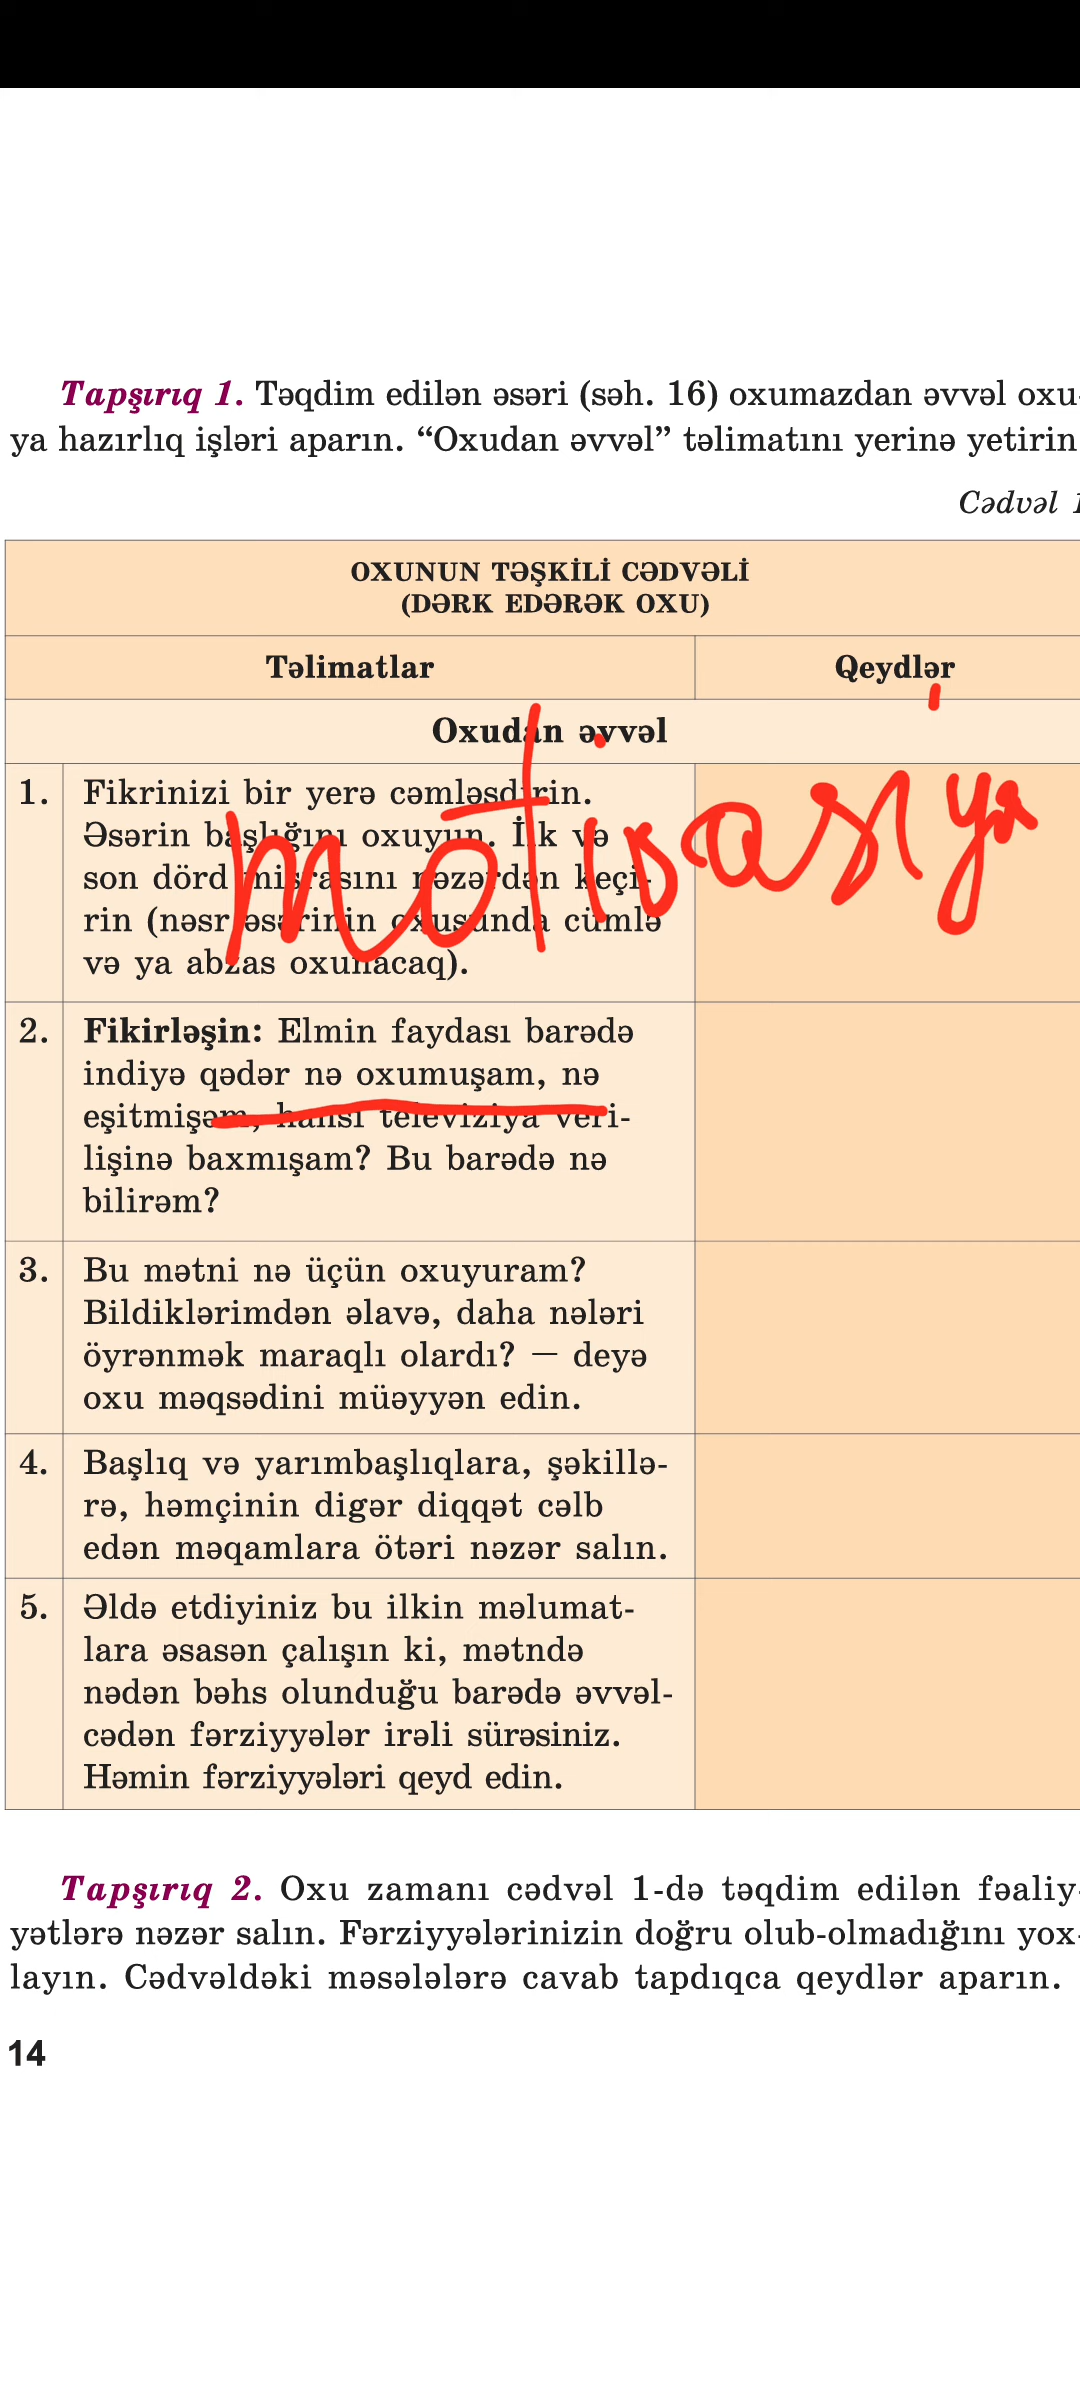 Tapşırıq 1. Təqdim edilən əsəri (səh. 16) oxumazdan əvvəl oxu-
ya hazırlıq işləri aparın. “Oxudan əvvəl” təlimatını yerinə yetirin
Cədvəl 1
OXUNUN TƏŞKİLİ CƏDVƏLİ
(DƏRK EDƏRƏK OXU)
Təlimatlar Qeydlər
Oxudan əvvəl
1. Fikrinizi bir yerə cəmləşdirin.
Əsərin başlığını oxuyun. İlk və
son dörd misrasını nəzərdən keçi-
rin (nəsr əsərinin oxusunda cümlə
və ya abzas oxunacaq).
motivasiya
2. Fikirləşin: Elmin faydası barədə
indiyə qədər nə oxumuşam, nə
eşitmişəm, hansı televiziya veri-
lişinə baxmışam? Bu barədə nə
bilirəm?
3. Bu mətni nə üçün oxuyuram?
Bildiklərimdən əlavə, daha nələri
öyrənmək maraqlı olardı? — deyə
oxu məqsədini müəyyən edin.
4. Başlıq və yarımbaşlıqlara, şəkillə-
rə, həmçinin digər diqqət cəlb
edən məqamlara ötəri nəzər salın.
5. Əldə etdiyiniz bu ilkin məlumat-
lara əsasən çalışın ki, mətndə
nədən bəhs olunduğu barədə əvvəl-
cədən fərziyyələr irəli sürəsiniz.
Həmin fərziyyələri qeyd edin.
Tapşırıq 2. Oxu zamanı cədvəl 1-də təqdim edilən fəaliy-
yətlərə nəzər salın. Fərziyyələrinizin doğru olub-olmadığını yox-
layın. Cədvəldəki məsələlərə cavab tapdıqca qeydlər aparın.
14